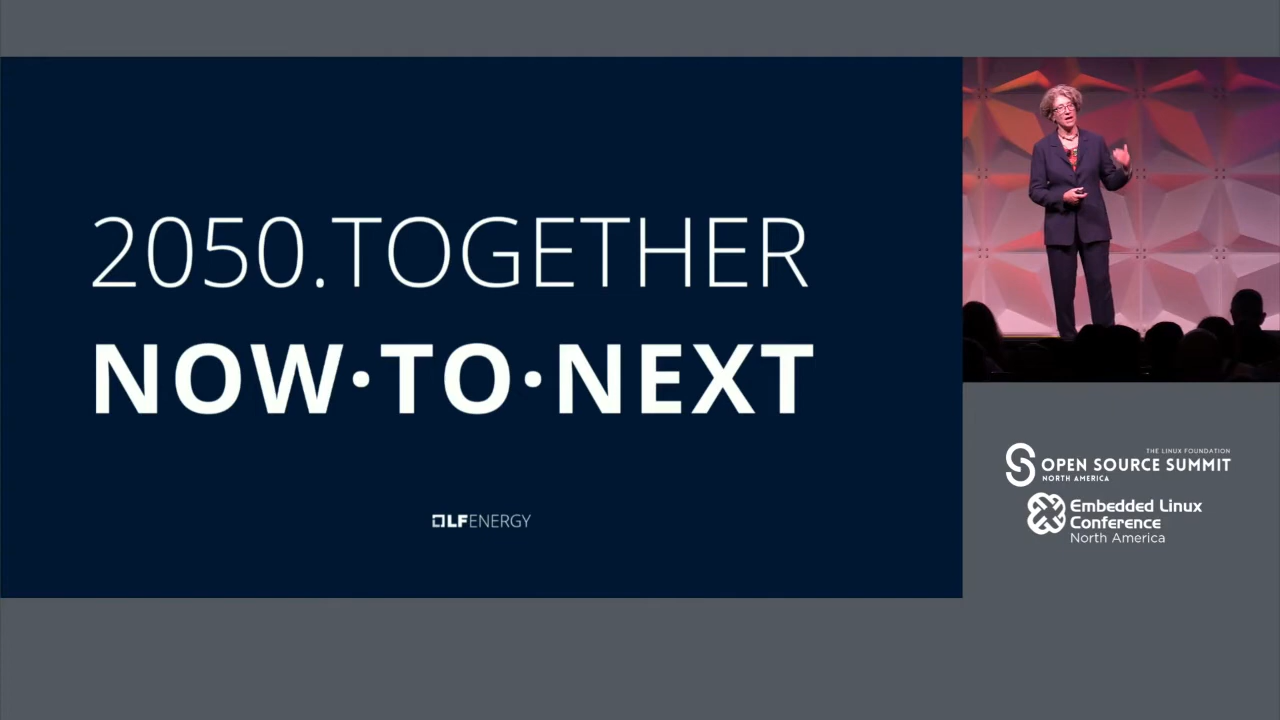 2050.TOGETHER
NOW·TO·NEXT
LFENERGY
THE LINUX FOUNDATION
OPEN SOURCE SUMMIT
NORTH AMERICA
Embedded Linux
Conference
North America